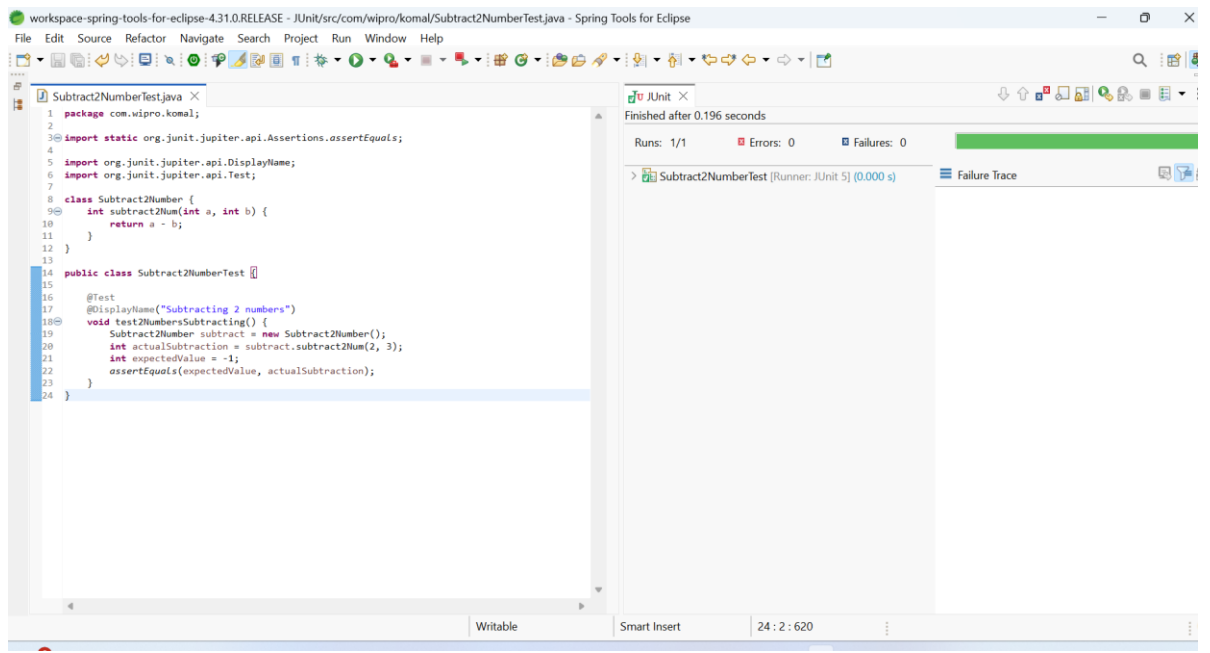 workspace-spring-tools-for-eclipse-4.31.0.RELEASE - JUnit/src/com/wipro/komal/Subtract2NumberTest.java - Spring Tools for Eclipse
File Edit Source Refactor Navigate Search Project Run Window Help
Subtract2NumberTest.java
1 package com.wipro.komal;
2
3 import static org.junit.jupiter.api.Assertions.assertEquals;
4
5 import org.junit.jupiter.api.DisplayName;
6 import org.junit.jupiter.api.Test;
7
8 class Subtract2Number {
9 int subtract2Num(int a, int b) {
10 return a - b;
11 }
12 }
13
14 public class Subtract2NumberTest {
15
16 @Test
17 @DisplayName("Subtracting 2 numbers")
18 void test2NumbersSubtracting() {
19 Subtract2Number subtract = new Subtract2Number();
20 int actualSubtraction = subtract.subtract2Num(2, 3);
21 int expectedValue = -1;
22 assertEquals(expectedValue, actualSubtraction);
23 }
24 }
JUnit
Finished after 0.196 seconds
Runs: 1/1 Errors: 0 Failures: 0
Subtract2NumberTest [Runner: JUnit 5] (0.000 s)
Failure Trace
Writable Smart Insert 24 : 2 : 620